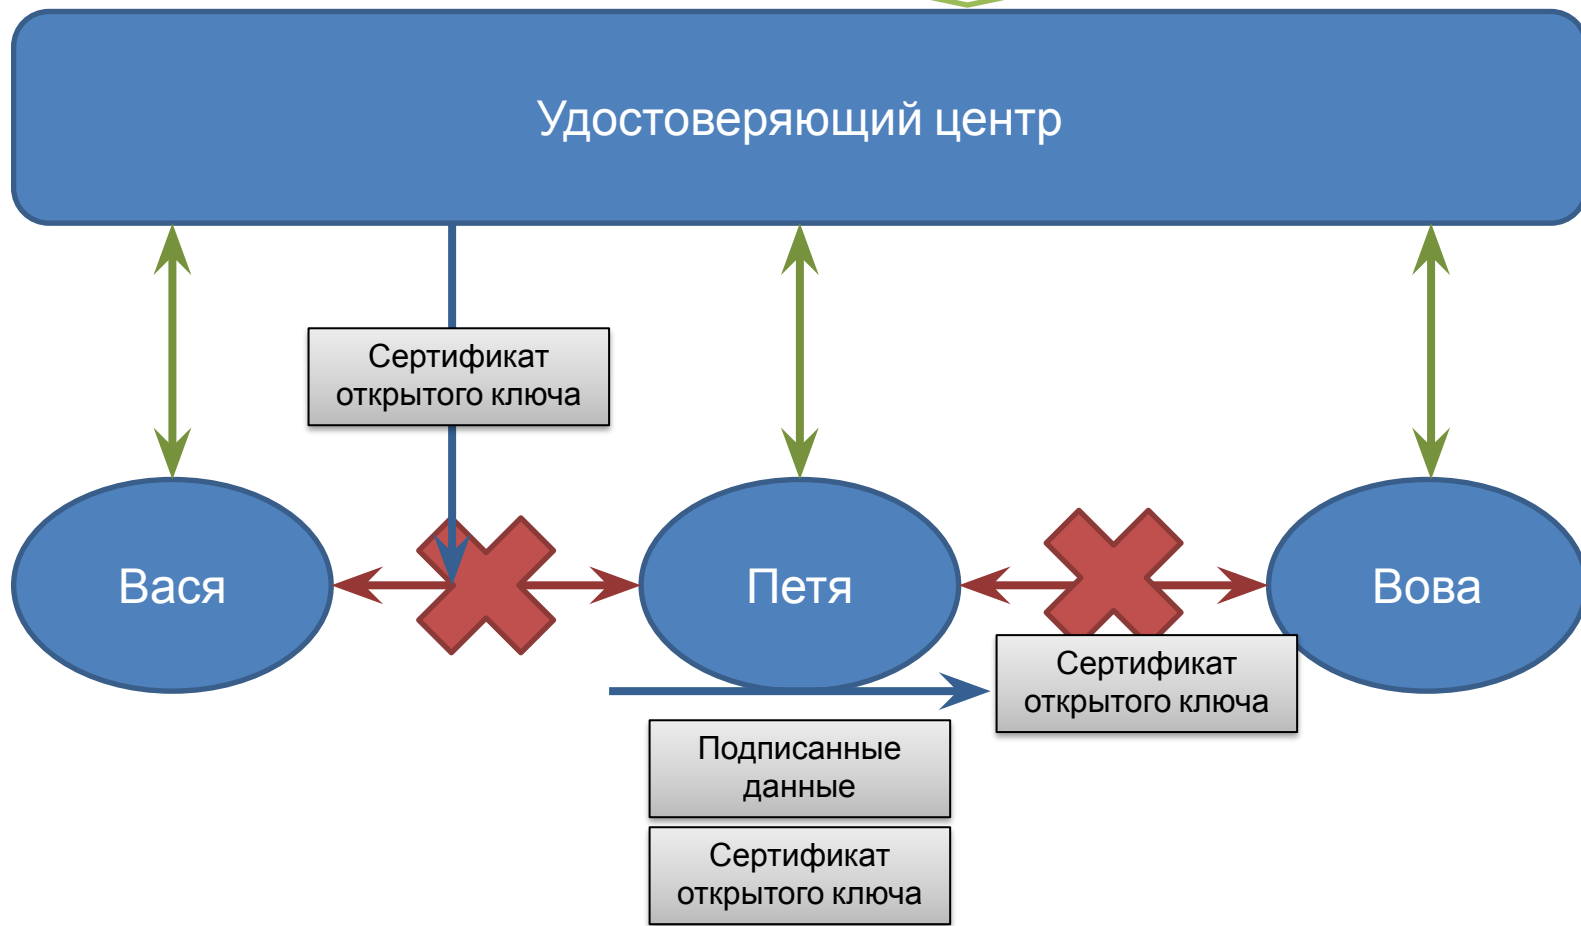 Удостоверяющий центр
Сертификат
открытого ключа
Вася
Петя
Вова
Сертификат
открытого ключа
Подписанные
данные
Сертификат
открытого ключа